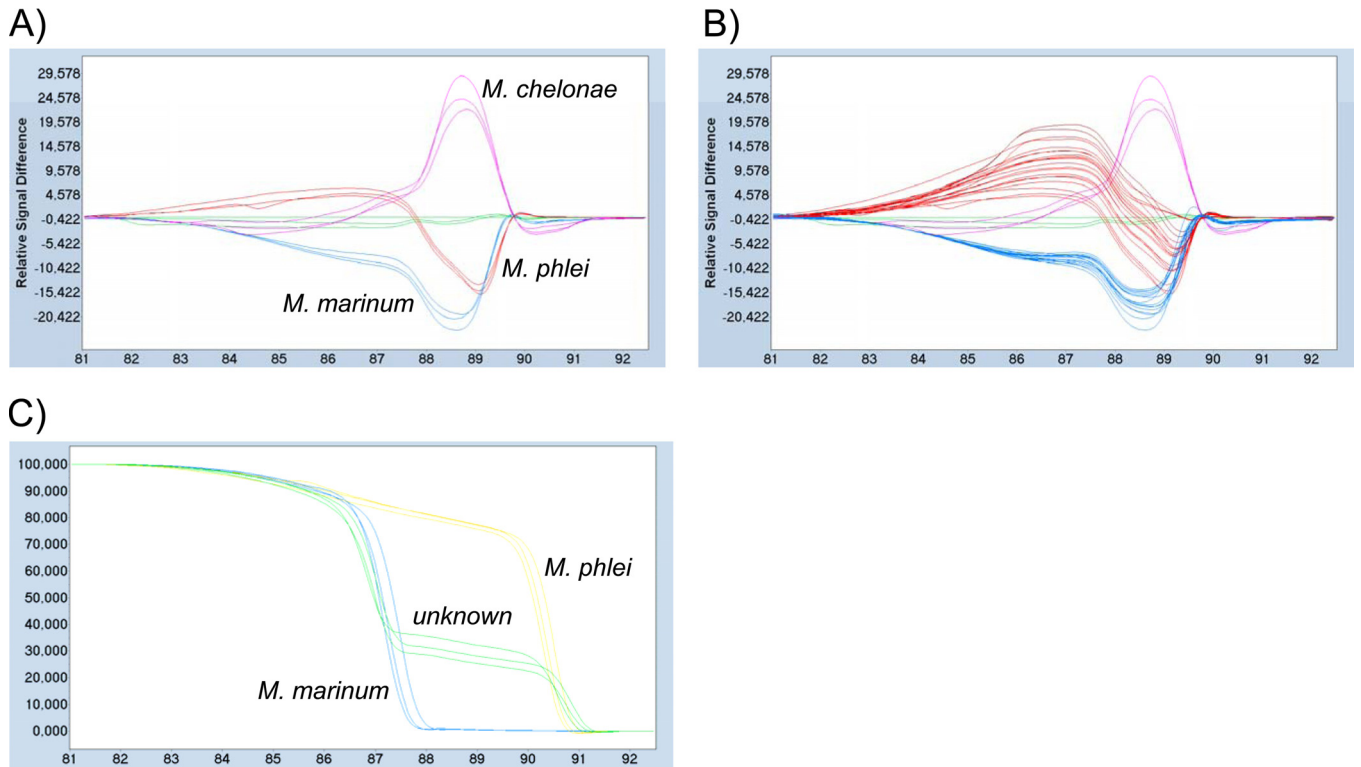 A)
Relative Signal Difference
29,578
24,578
19,578
14,578
9,578
4,578
-0,422
-5,422
-10,422
-15,422
-20,422
M. chelonae
M. phlei
M. marinum
81 82 83 84 85 86 87 88 89 90 91 92
B)
Relative Signal Difference
29,578
24,578
19,578
14,578
9,578
4,578
-0,422
-5,422
-10,422
-15,422
-20,422
81 82 83 84 85 86 87 88 89 90 91 92
C)
100,000
90,000
80,000
70,000
60,000
50,000
40,000
30,000
20,000
10,000
0,000
M. phlei
unknown
M. marinum
81 82 83 84 85 86 87 88 89 90 91 92